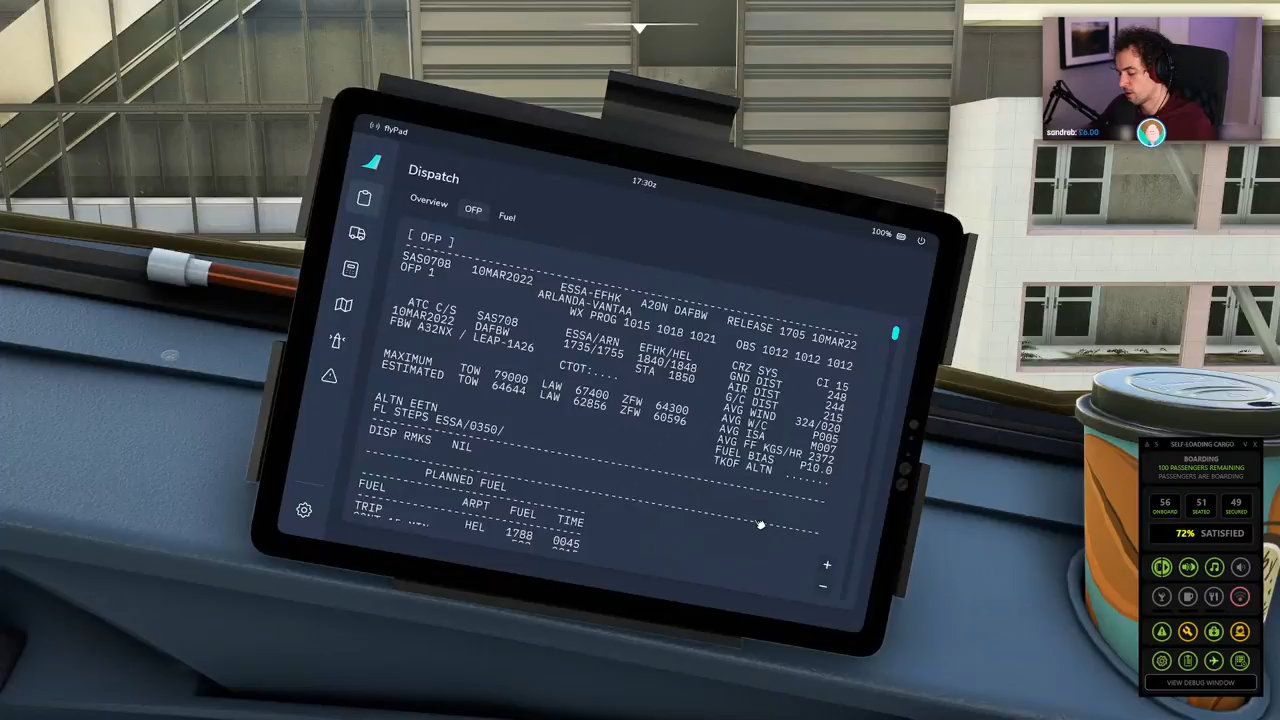 flyPad
17:30z
100%
Dispatch
Overview OFP Fuel
[ OFP ]
SAS0708 10MAR2022 ESSA-EFHK A20N DAFBW RELEASE 1705 10MAR22
OFP 1 ARLANDA-VANTAA
WX PROG 1015 1018 1021 OBS 1012 1012 1012
ATC C/S SAS708 ESSA/ARN EFHK/HEL CRZ SYS CI 15
10MAR2022 DAFBW 1735/1755 1840/1848 GND DIST 248
FBW A32NX / LEAP-1A26 STA 1850 AIR DIST 244
CTOT:.... G/C DIST 215
AVG WIND 324/020
MAXIMUM TOW 79000 LAW 67400 ZFW 64300 AVG W/C P005
ESTIMATED TOW 64644 LAW 62856 ZFW 60596 AVG ISA M007
AVG FF KGS/HR 2372
FUEL BIAS P10.0
ALTN EETN TKOF ALTN .......
FL STEPS ESSA/0350/
DISP RMKS NIL
PLANNED FUEL
FUEL ARPT FUEL TIME
TRIP HEL 1788 0045
+
-
sandreb: £6.00
SELF-LOADING CARGO
BOARDING
100 PASSENGERS REMAINING
PASSENGERS ARE BOARDING
56 51 49
ONBOARD SEATED SECURED
72% SATISFIED
VIEW DEBUG WINDOW